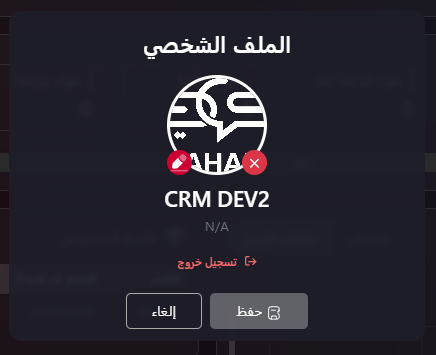 الملف الشخصي
AHA
CRM DEV2
N/A
تسجيل خروج
حفظ
إلغاء